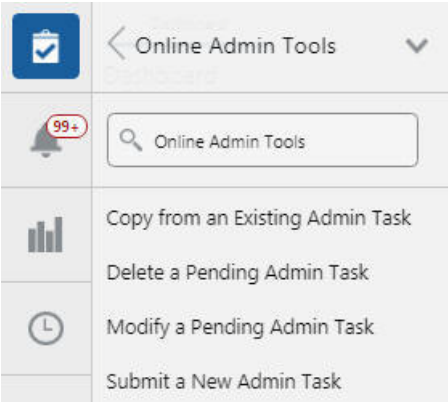 Online Admin Tools
99+
Online Admin Tools
Copy from an Existing Admin Task
Delete a Pending Admin Task
Modify a Pending Admin Task
Submit a New Admin Task